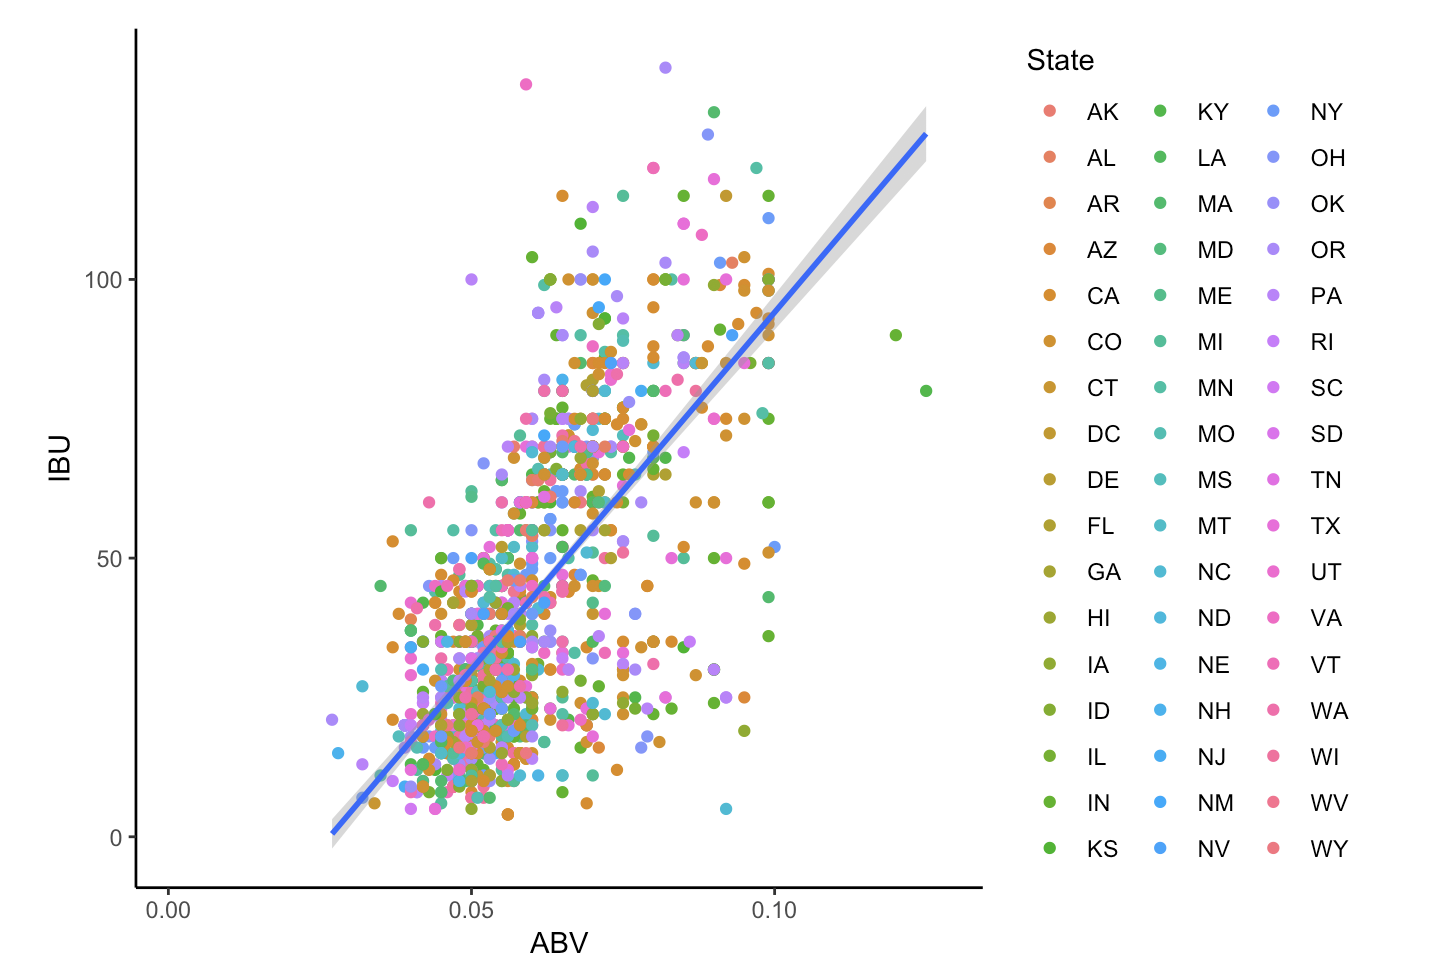 State
AK KY NY
AL LA OH
AR MA OK
AZ MD OR
CA ME PA
CO MI RI
CT MN SC
DC MO SD
DE MS TN
FL MT TX
GA NC UT
HI ND VA
IA NE VT
ID NH WA
IL NJ WI
IN NM WV
KS NV WY
IBU
100
50
0
0.00 0.05 0.10
ABV